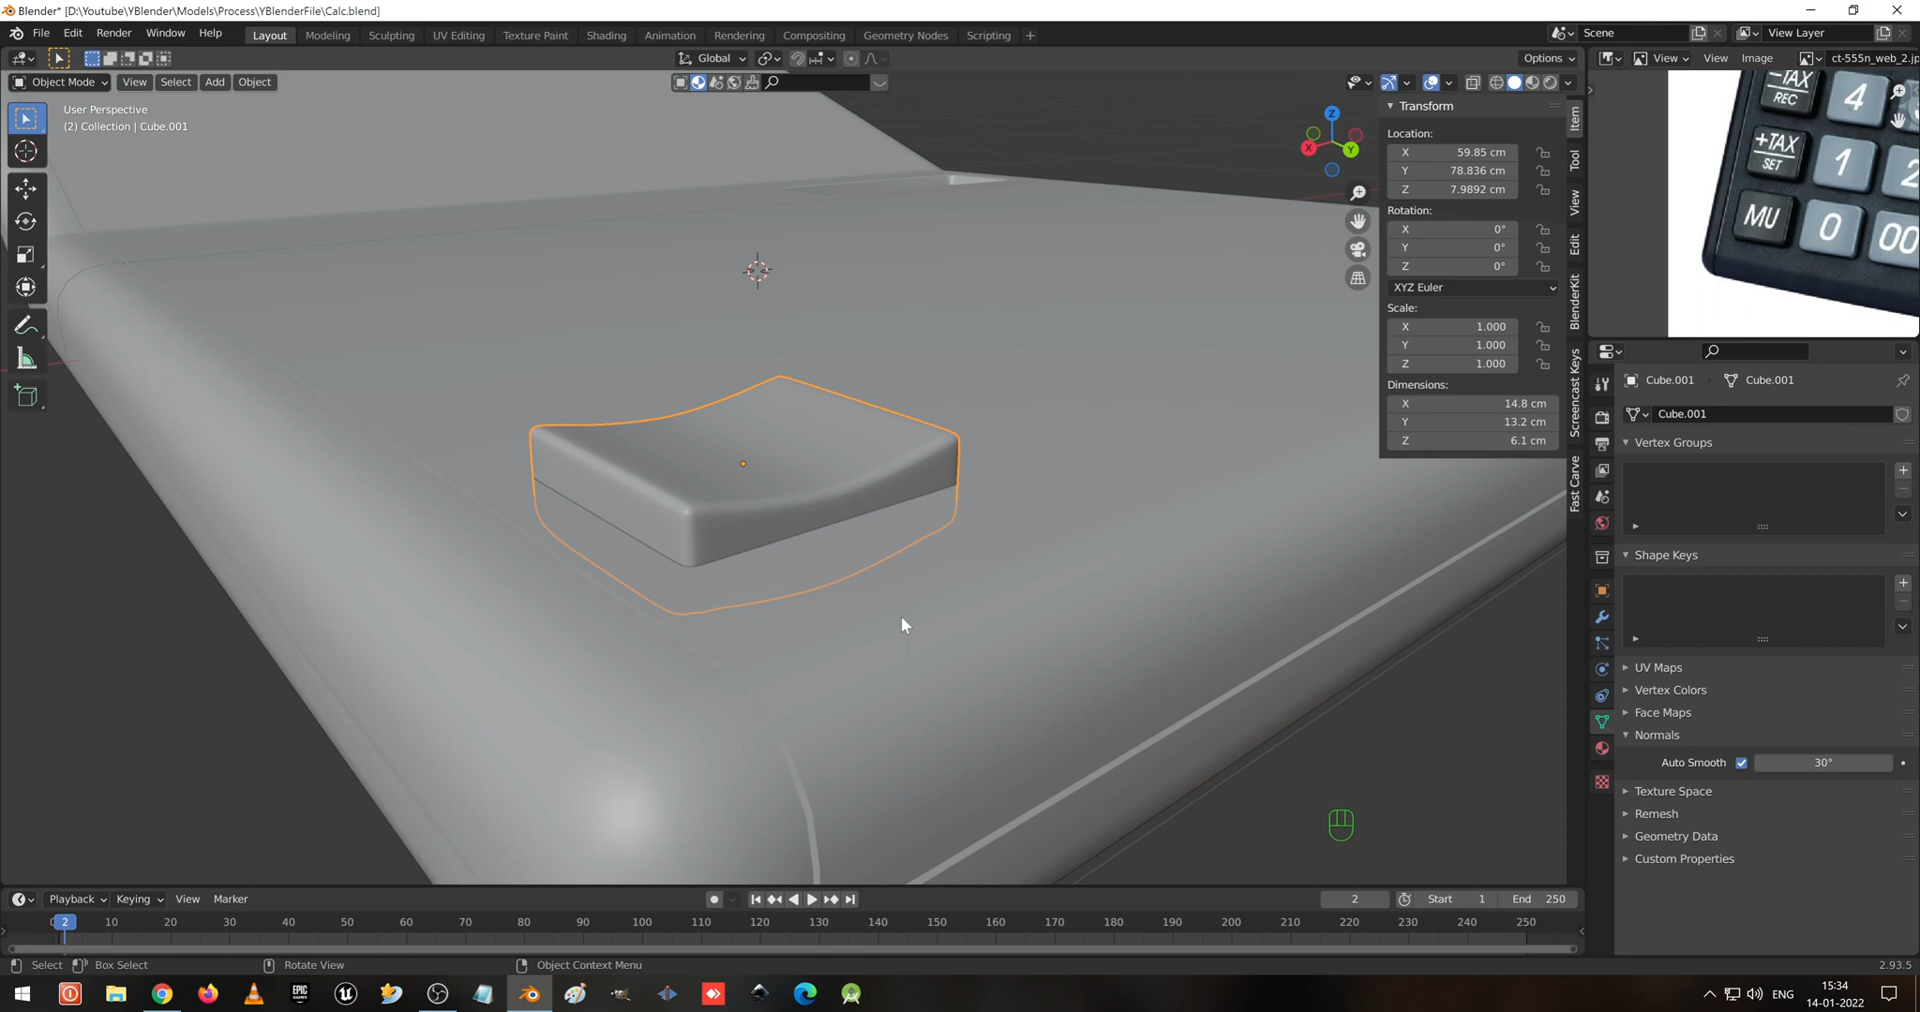 Blender* [D:\Youtube\YBlender\Models\Process\YBlenderFile\Calc.blend]
File Edit Render Window Help
Layout Modeling Sculpting UV Editing Texture Paint Shading Animation Rendering Compositing Geometry Nodes Scripting +
Scene
View Layer
Global
Options
View
View Image
ct-555n_web_2.jp
Object Mode View Select Add Object
User Perspective
(2) Collection | Cube.001
Z
X
Y
Transform
Location:
X 59.85 cm
Y 78.836 cm
Z 7.9892 cm
Rotation:
X 0°
Y 0°
Z 0°
XYZ Euler
Scale:
X 1.000
Y 1.000
Z 1.000
Dimensions:
X 14.8 cm
Y 13.2 cm
Z 6.1 cm
Item
Tool
View
Edit
BlenderKit
Screencast Keys
Fast Carve
-TAX
REC
4
+TAX
SET
1
2
MU
0
00
Cube.001 Cube.001
Cube.001
Vertex Groups
Shape Keys
UV Maps
Vertex Colors
Face Maps
Normals
Auto Smooth 30°
Texture Space
Remesh
Geometry Data
Custom Properties
Playback Keying View Marker
2
Start 1
End 250
2 10 20 30 40 50 60 70 80 90 100 110 120 130 140 150 160 170 180 190 200 210 220 230 240 250
Select Box Select Rotate View Object Context Menu
2.93.5
EPIC
GAMES
ENG
15:34
14-01-2022